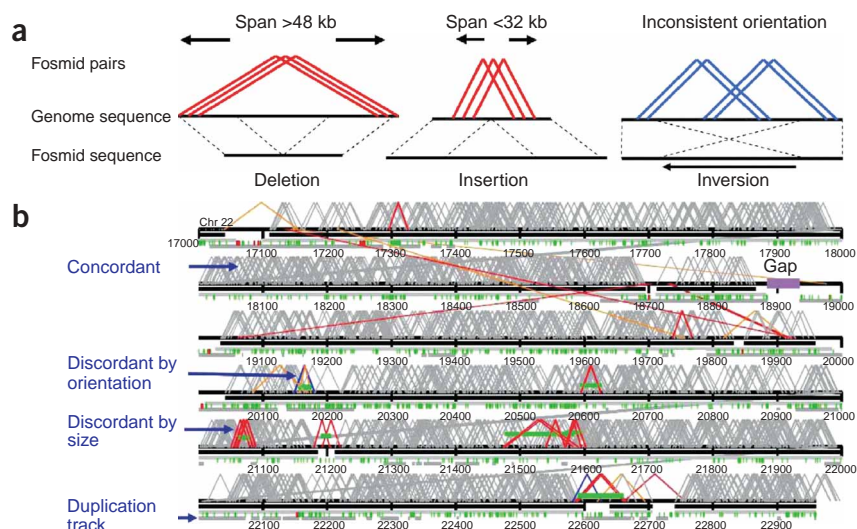 a
Span >48 kb Span <32 kb Inconsistent orientation
Fosmid pairs
Genome sequence
Fosmid sequence
Deletion Insertion Inversion
b
Chr 22
17000 17100 17200 17300 17400 17500 17600 17700 17800 17900 18000
Concordant
Gap
18100 18200 18300 18400 18500 18600 18700 18800 18900 19000
19100 19200 19300 19400 19500 19600 19700 19800 19900 20000
Discordant by
orientation
20100 20200 20300 20400 20500 20600 20700 20800 20900 21000
Discordant by
size
21100 21200 21300 21400 21500 21600 21700 21800 21900 22000
Duplication
track
22100 22200 22300 22400 22500 22600 22700 22800 22900